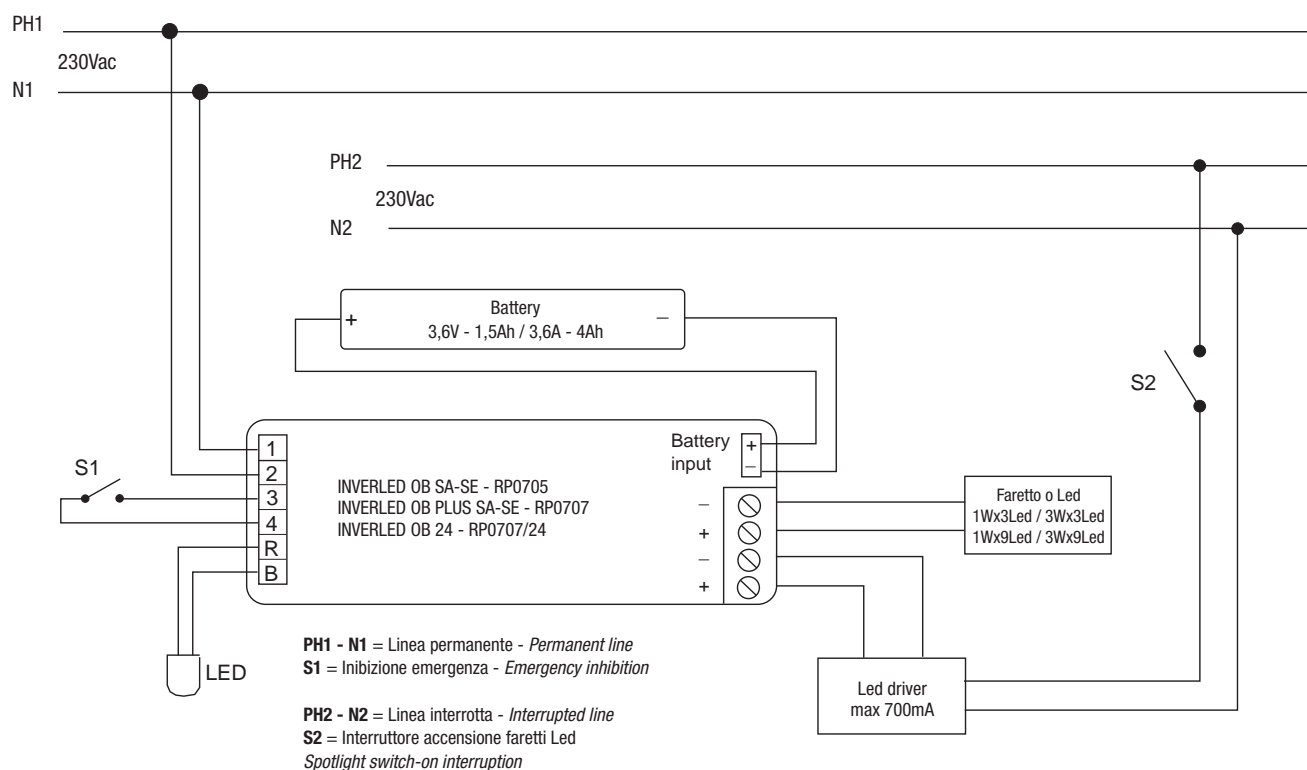 PH1
230Vac
N1
PH2
230Vac
N2
Battery
+ 3,6V - 1,5Ah / 3,6A - 4Ah −
S2
S1
1
2
3
4
R
B
INVERLED OB SA-SE - RP0705
INVERLED OB PLUS SA-SE - RP0707
INVERLED OB 24 - RP0707/24
Battery
input
+
−
−
+
−
+
Faretto o Led
1Wx3Led / 3Wx3Led
1Wx9Led / 3Wx9Led
LED
Led driver
max 700mA
PH1 - N1 = Linea permanente - Permanent line
S1 = Inibizione emergenza - Emergency inhibition
PH2 - N2 = Linea interrotta - Interrupted line
S2 = Interruttore accensione faretti Led
Spotlight switch-on interruption